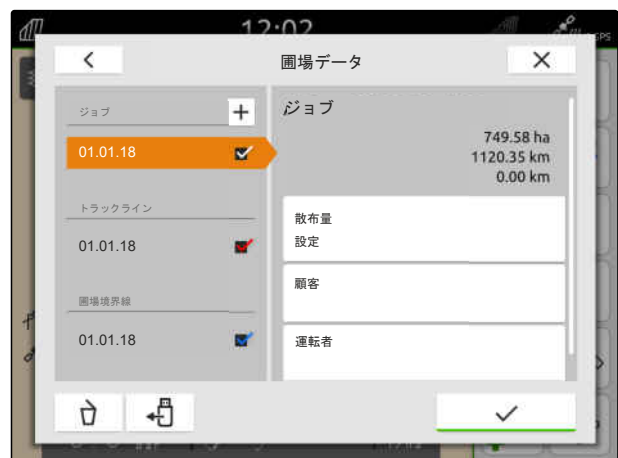 12:02
GPS
圃場データ
ジョブ
+
01.01.18
トラックライン
01.01.18
圃場境界線
01.01.18
ジョブ
749.58 ha
1120.35 km
0.00 km
散布量
設定
顧客
運転者